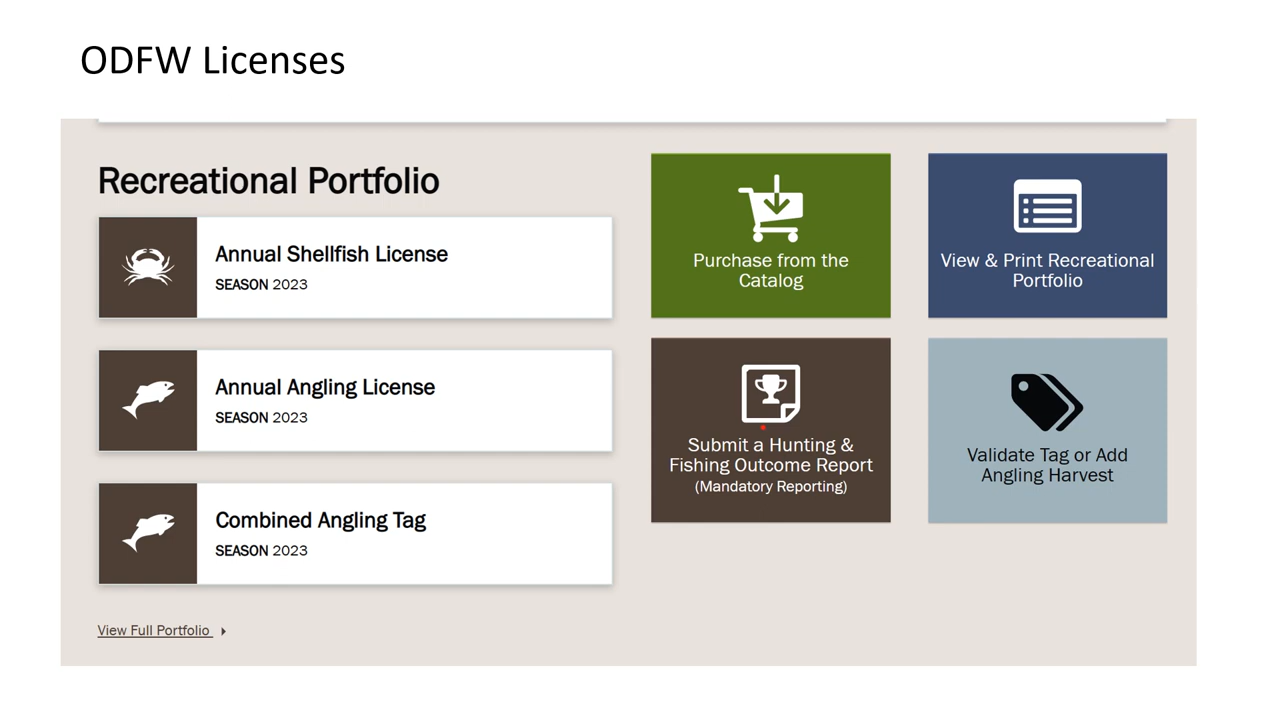 ODFW Licenses
Recreational Portfolio
Annual Shellfish License
SEASON 2023
Annual Angling License
SEASON 2023
Combined Angling Tag
SEASON 2023
View Full Portfolio
Purchase from the
Catalog
View & Print Recreational
Portfolio
Submit a Hunting &
Fishing Outcome Report
(Mandatory Reporting)
Validate Tag or Add
Angling Harvest